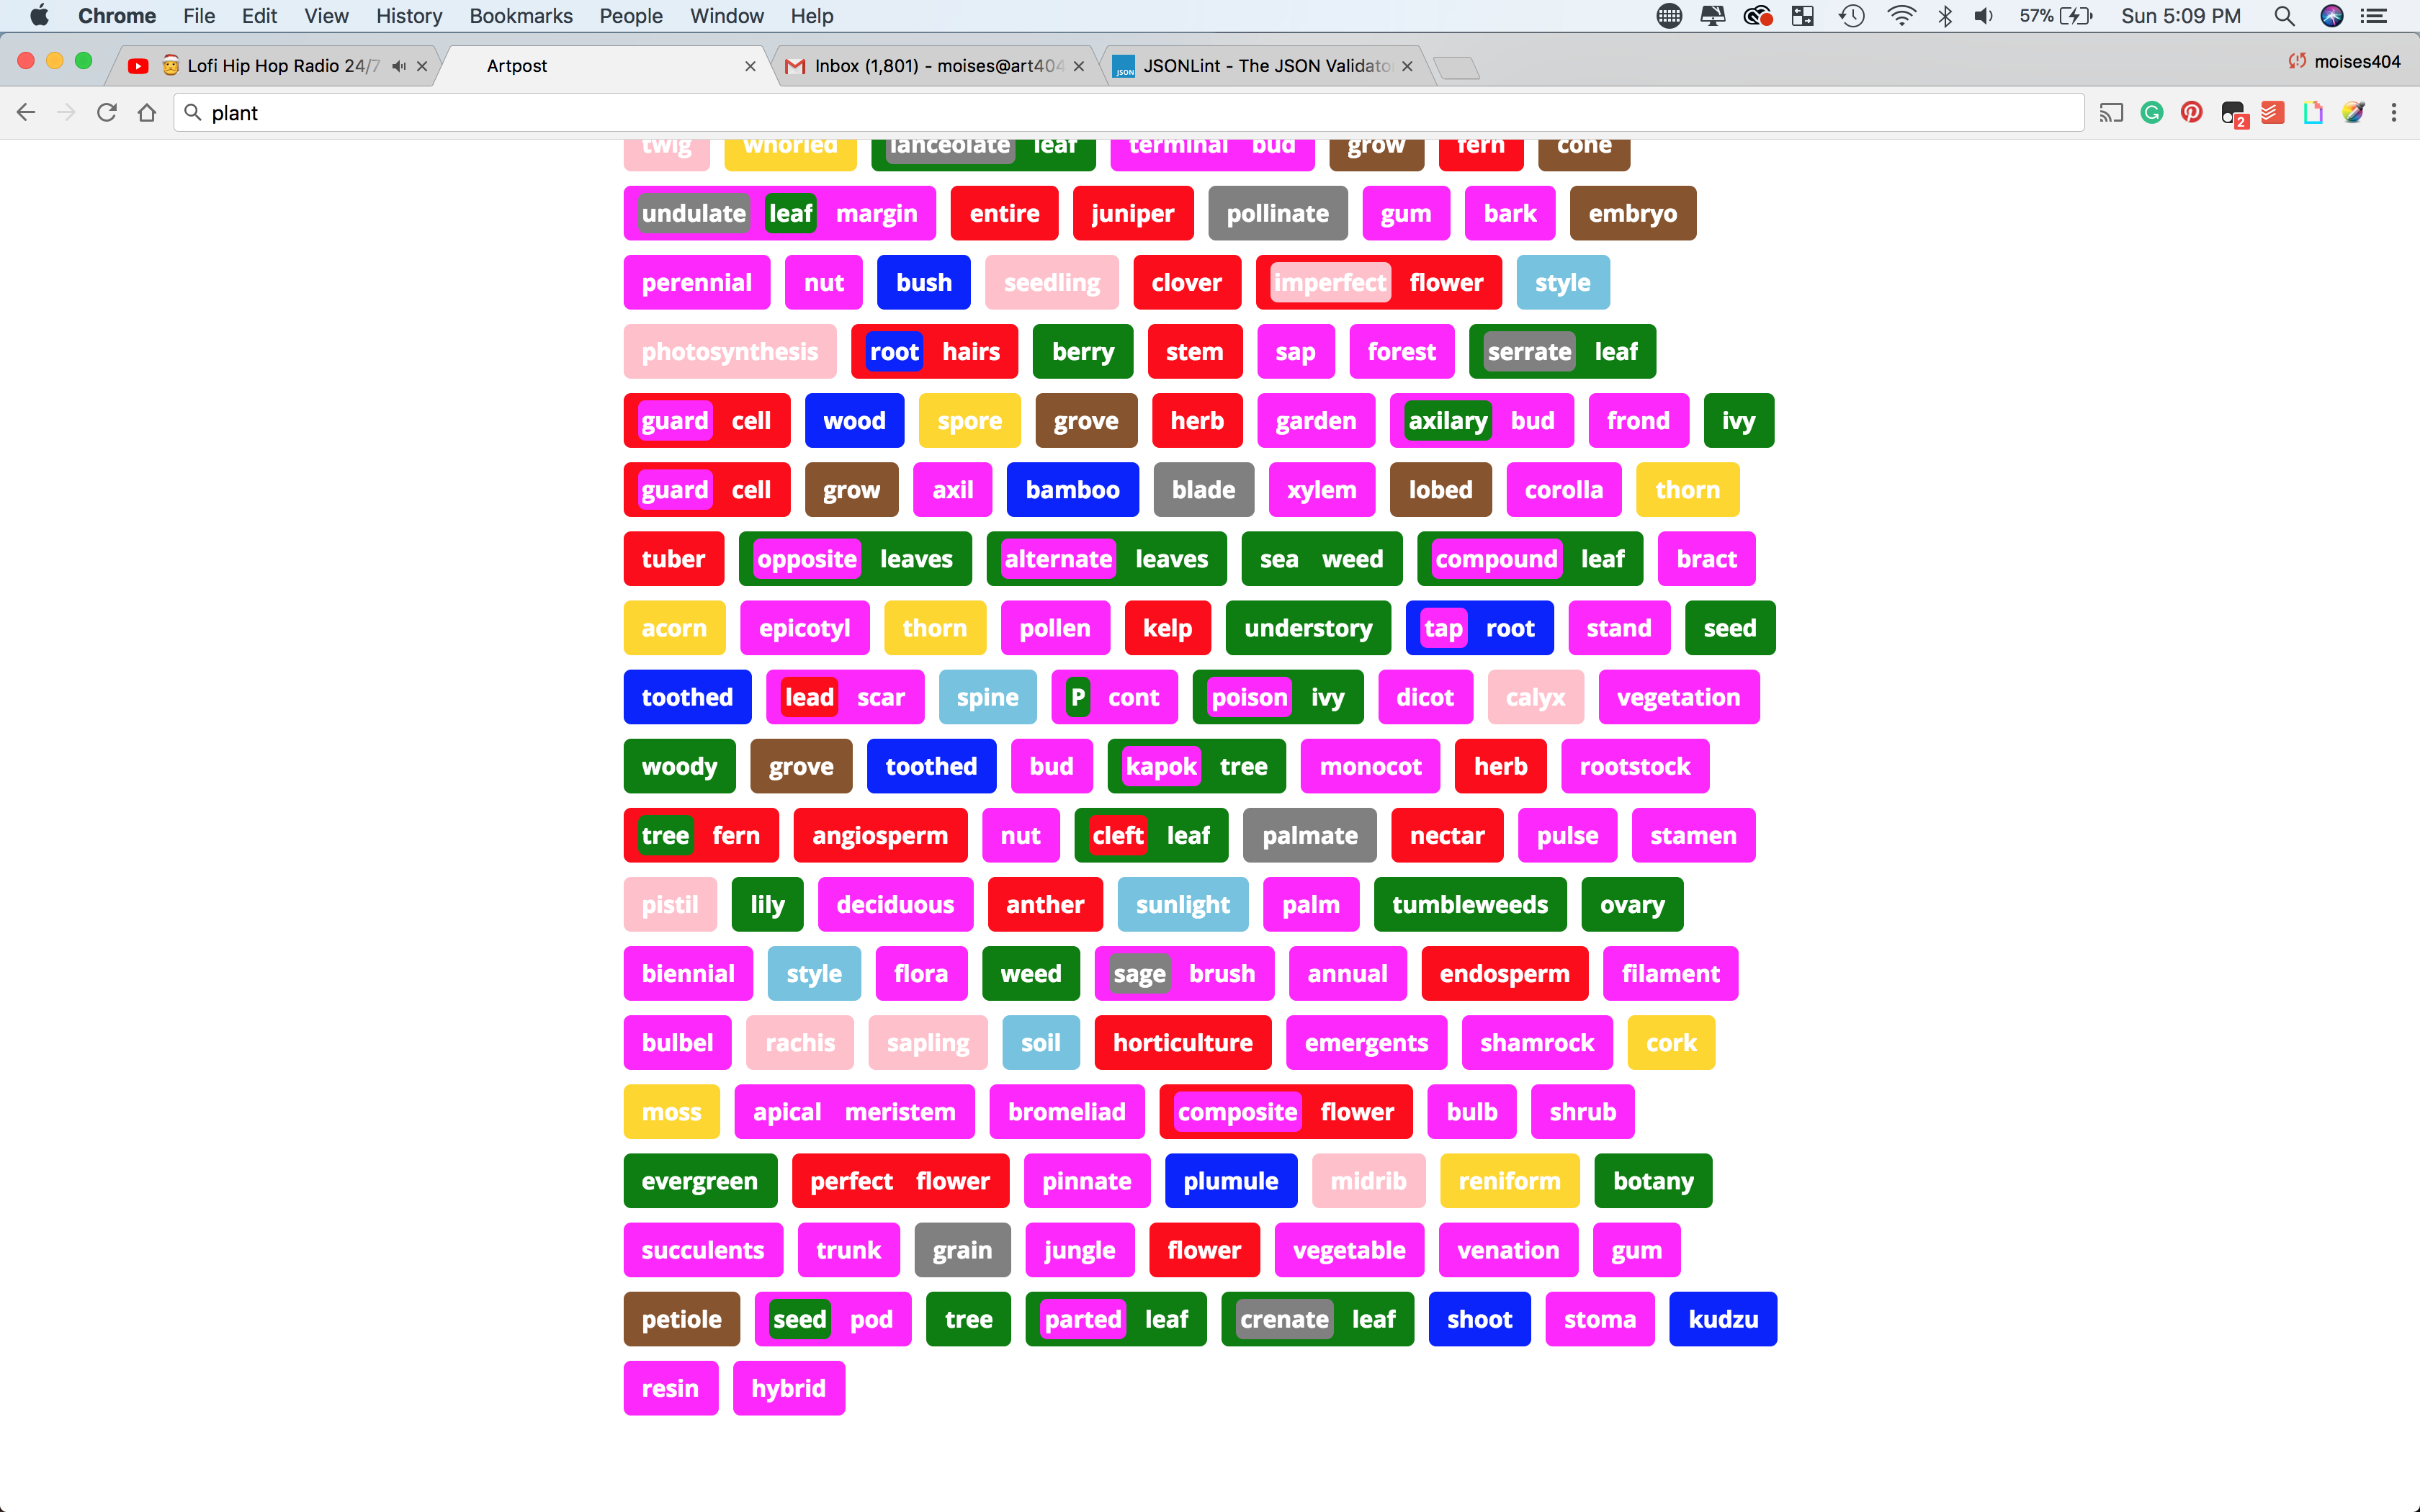 Chrome File Edit View History Bookmarks People Window Help 57% Sun 5:09 PM
Lofi Hip Hop Radio 24/7 Artpost Inbox (1,801) - moises@art404 JSON JSONLint - The JSON Validato moises404
plant 2
twig whorled lanceolate leaf terminal bud grow fern cone
undulate leaf margin entire juniper pollinate gum bark embryo
perennial nut bush seedling clover imperfect flower style
photosynthesis root hairs berry stem sap forest serrate leaf
guard cell wood spore grove herb garden axilary bud frond ivy
guard cell grow axil bamboo blade xylem lobed corolla thorn
tuber opposite leaves alternate leaves sea weed compound leaf bract
acorn epicotyl thorn pollen kelp understory tap root stand seed
toothed lead scar spine P cont poison ivy dicot calyx vegetation
woody grove toothed bud kapok tree monocot herb rootstock
tree fern angiosperm nut cleft leaf palmate nectar pulse stamen
pistil lily deciduous anther sunlight palm tumbleweeds ovary
biennial style flora weed sage brush annual endosperm filament
bulbel rachis sapling soil horticulture emergents shamrock cork
moss apical meristem bromeliad composite flower bulb shrub
evergreen perfect flower pinnate plumule midrib reniform botany
succulents trunk grain jungle flower vegetable venation gum
petiole seed pod tree parted leaf crenate leaf shoot stoma kudzu
resin hybrid